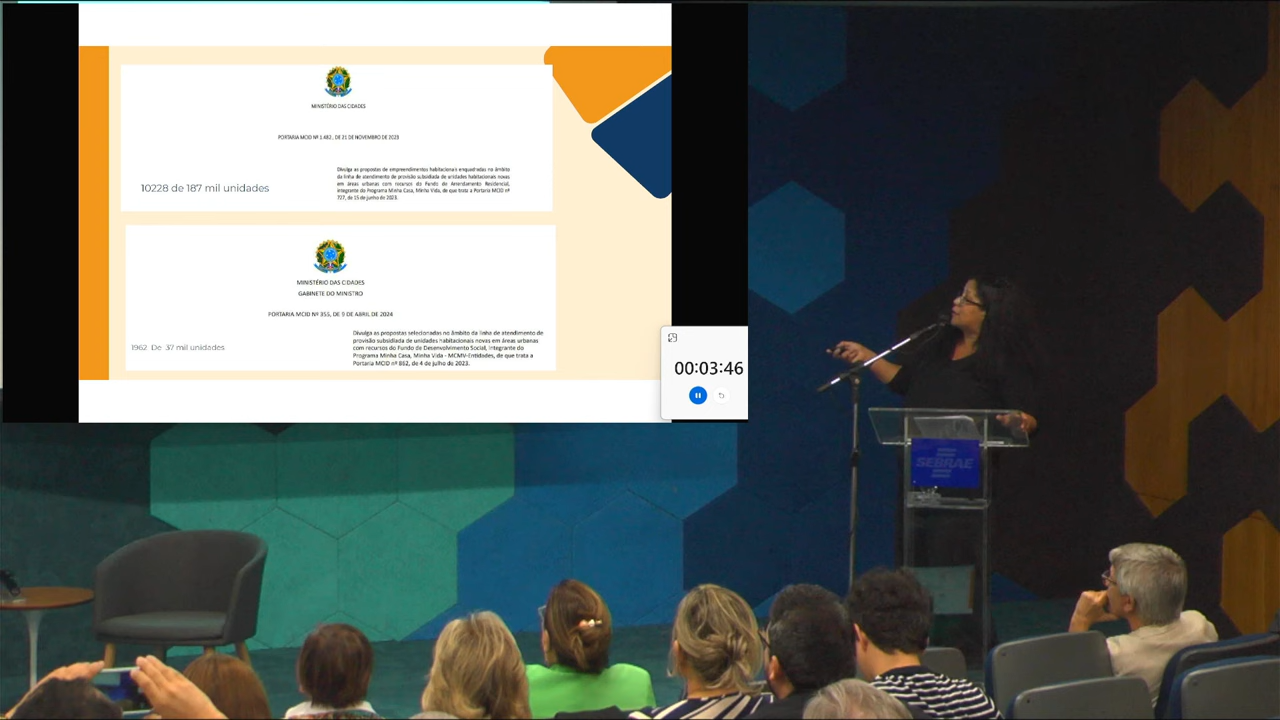 MINISTÉRIO DAS CIDADES
PORTARIA MCID Nº 1.482, DE 21 DE NOVEMBRO DE 2023
10228 de 187 mil unidades
Divulga as propostas de empreendimentos habitacionais enquadradas no âmbito
da linha de atendimento de provisão subsidiada de unidades habitacionais novas
em áreas urbanas com recursos do Fundo de Arrendamento Residencial,
integrante do Programa Minha Casa, Minha Vida, de que trata a Portaria MCID nº
727, de 15 de junho de 2023.
MINISTÉRIO DAS CIDADES
GABINETE DO MINISTRO
PORTARIA MCID Nº 355, DE 9 DE ABRIL DE 2024
1962 De 37 mil unidades
Divulga as propostas selecionadas no âmbito da linha de atendimento de
provisão subsidiada de unidades habitacionais novas em áreas urbanas
com recursos do Fundo de Desenvolvimento Social, integrante do
Programa Minha Casa, Minha Vida - MCMV-Entidades, de que trata a
Portaria MCID nº 862, de 4 de julho de 2023.
00:03:46
SEBRAE